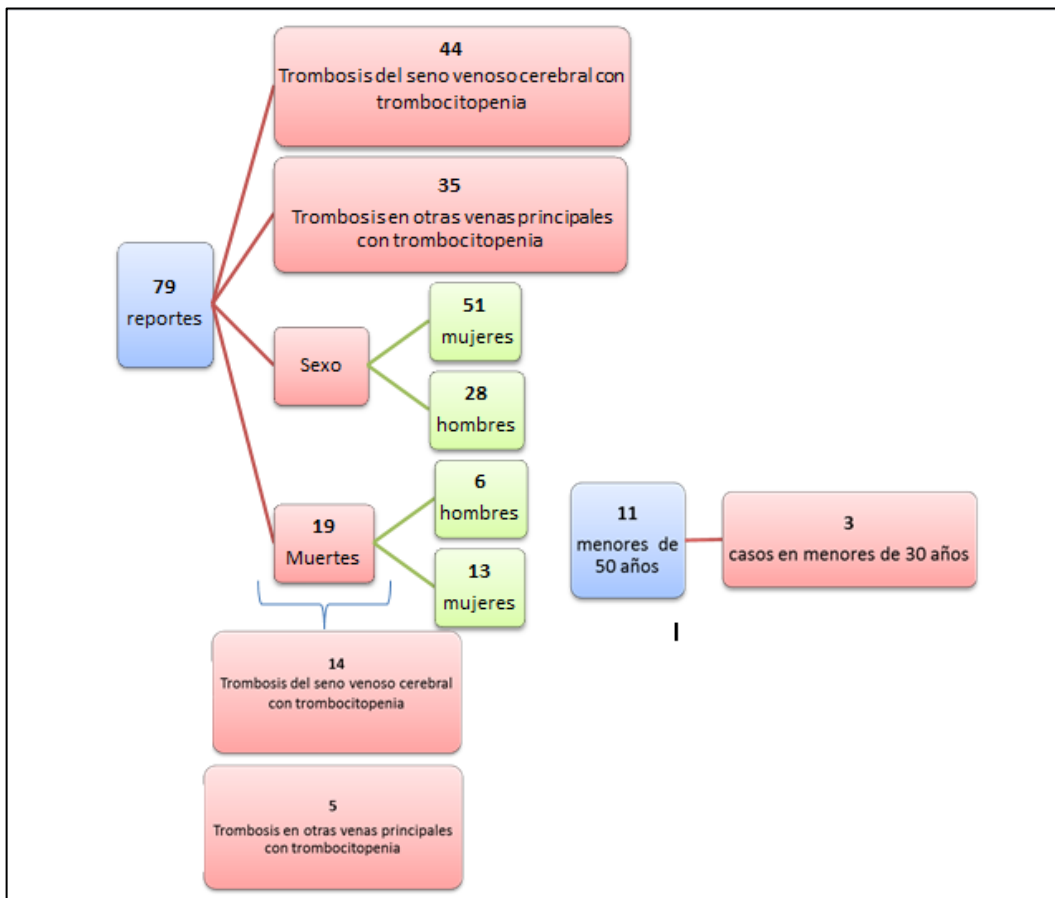 44
Trombosis del seno venoso cerebral con
trombocitopenia
35
Trombosis en otras venas principales
con trombocitopenia
79
reportes
Sexo
51
mujeres
28
hombres
19
Muertes
6
hombres
13
mujeres
11
menores de
50 años
3
casos en menores de 30 años
14
Trombosis del seno venoso cerebral
con trombocitopenia
5
Trombosis en otras venas principales
con trombocitopenia